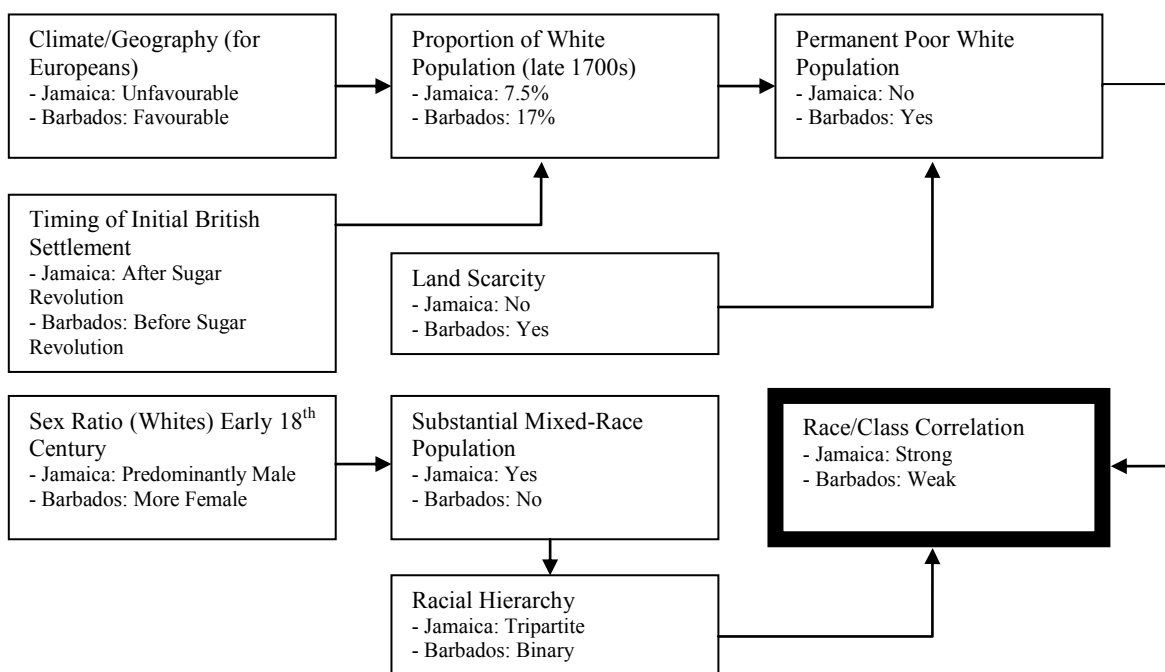 Climate/Geography (for
Europeans)
- Jamaica: Unfavourable
- Barbados: Favourable
Proportion of White
Population (late 1700s)
- Jamaica: 7.5%
- Barbados: 17%
Permanent Poor White
Population
- Jamaica: No
- Barbados: Yes
Timing of Initial British
Settlement
- Jamaica: After Sugar
Revolution
- Barbados: Before Sugar
Revolution
Land Scarcity
- Jamaica: No
- Barbados: Yes
Sex Ratio (Whites) Early 18th
Century
- Jamaica: Predominantly Male
- Barbados: More Female
Substantial Mixed-Race
Population
- Jamaica: Yes
- Barbados: No
Race/Class Correlation
- Jamaica: Strong
- Barbados: Weak
Racial Hierarchy
- Jamaica: Tripartite
- Barbados: Binary